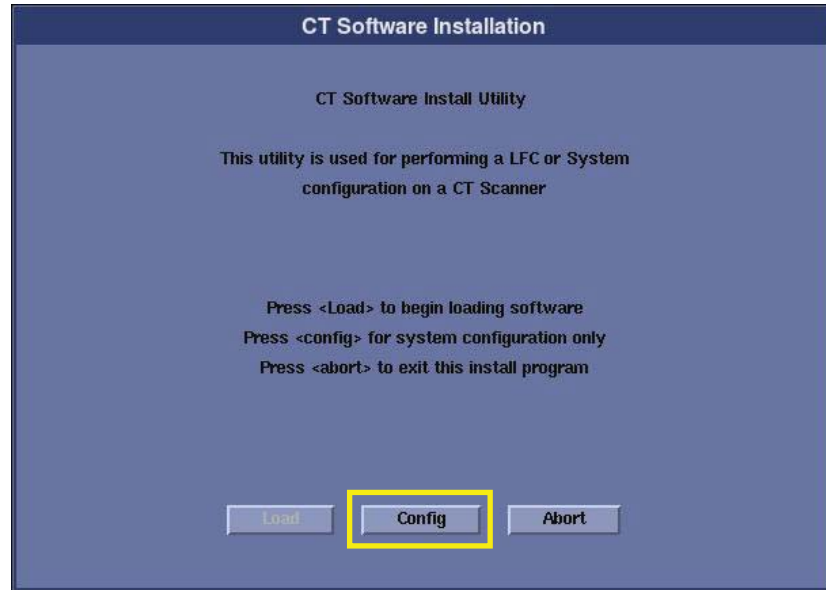 CT Software Installation
CT Software Install Utility
This utility is used for performing a LFC or System
configuration on a CT Scanner
Press <Load> to begin loading software
Press <config> for system configuration only
Press <abort> to exit this install program
Load Config Abort